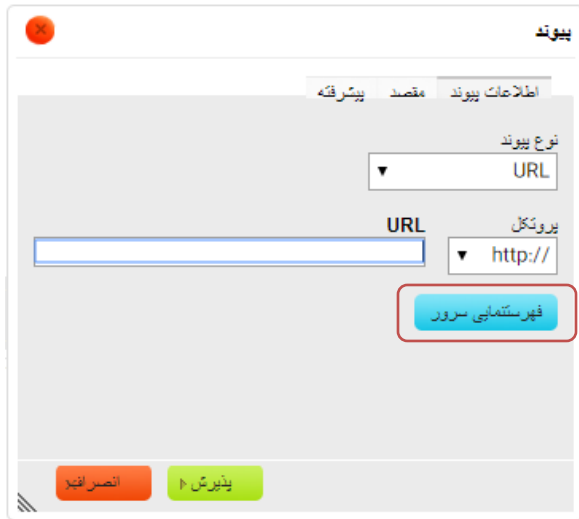 پیوند
اطلاعات پیوند مقصد پیشرفته
نوع پیوند
URL
پروتکل URL
http://
فهرستنمایی سرور
پذیرش انصراف